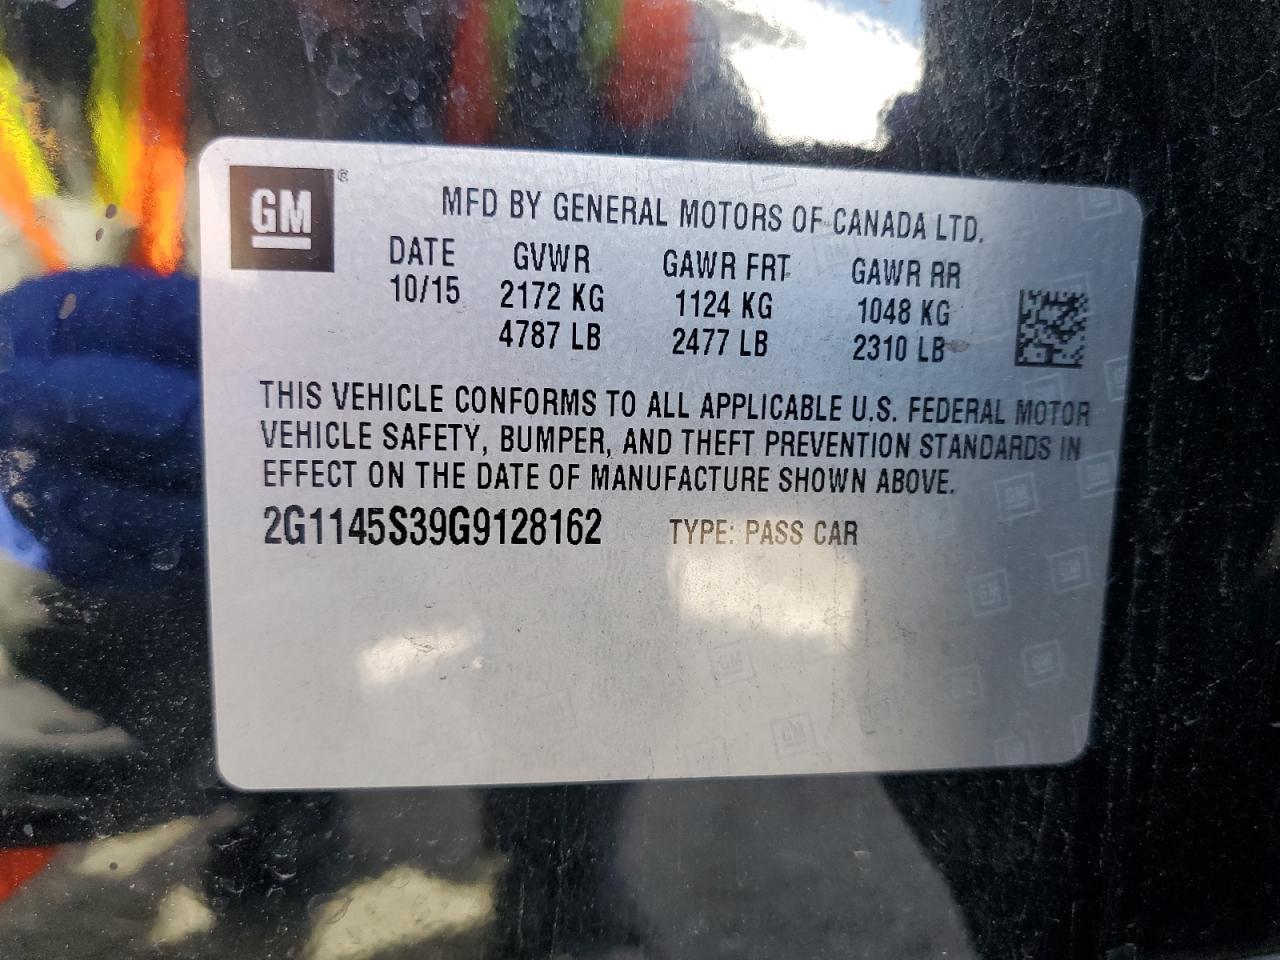 GM®
MFD BY GENERAL MOTORS OF CANADA LTD.
DATE GVWR GAWR FRT GAWR RR
10/15 2172 KG 1124 KG 1048 KG
4787 LB 2477 LB 2310 LB
THIS VEHICLE CONFORMS TO ALL APPLICABLE U.S. FEDERAL MOTOR
VEHICLE SAFETY, BUMPER, AND THEFT PREVENTION STANDARDS IN
EFFECT ON THE DATE OF MANUFACTURE SHOWN ABOVE.
2G1145S39G9128162 TYPE: PASS CAR